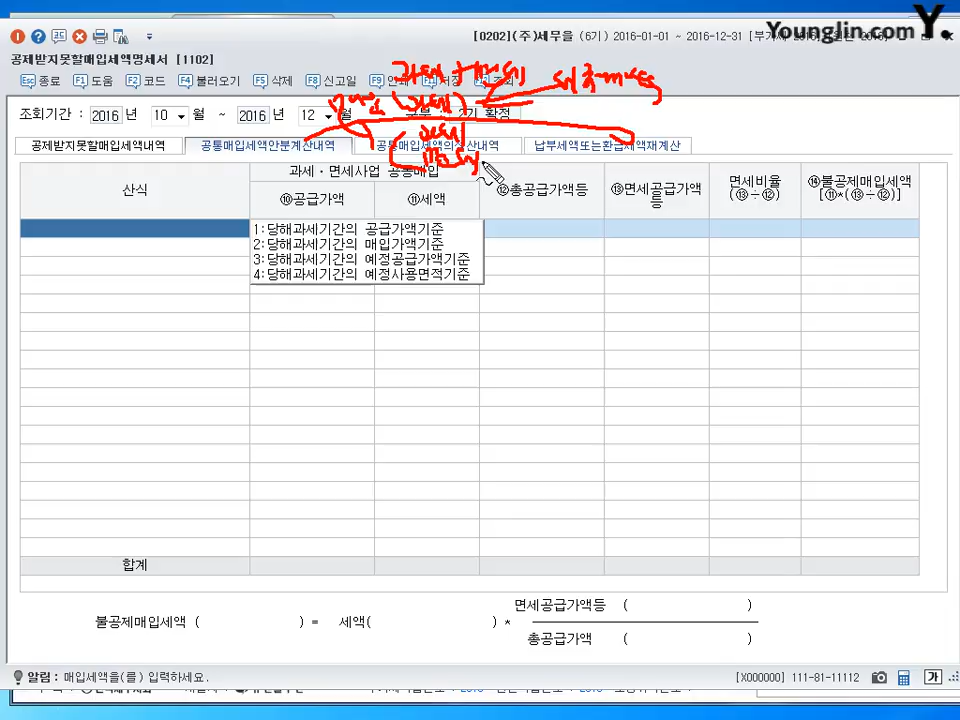 Younglin.com Y.
[0202](주)세무을 (6기) 2016-01-01 ~ 2016-12-31
공제받지못할매입세액명세서 [1102]
Esc 종료 F1 도움 F2 코드 F4 불러오기 F5 삭제 F8 신고일 F9
조회기간 : 2016 년 10 월 ~ 2016 년 12 월 2기 확정
공제받지못할매입세액내역 공통매입세액안분계산내역 공통매입세액의정산내역 납부세액또는환급세액재계산
산식 과세·면세사업 공통매입 ⑫총공급가액등 ⑬면세공급가액등 면세비율 (⑬÷⑫) ⑭불공제매입세액 [⑪*(⑬÷⑫)]
⑩공급가액 ⑪세액
1:당해과세기간의 공급가액기준
2:당해과세기간의 매입가액기준
3:당해과세기간의 예정공급가액기준
4:당해과세기간의 예정사용면적기준
합계
면세공급가액등 ( )
불공제매입세액 ( ) = 세액( ) *
총공급가액 ( )
알림 : 매입세액을(를) 입력하세요. [X000000] 111-81-11112 가